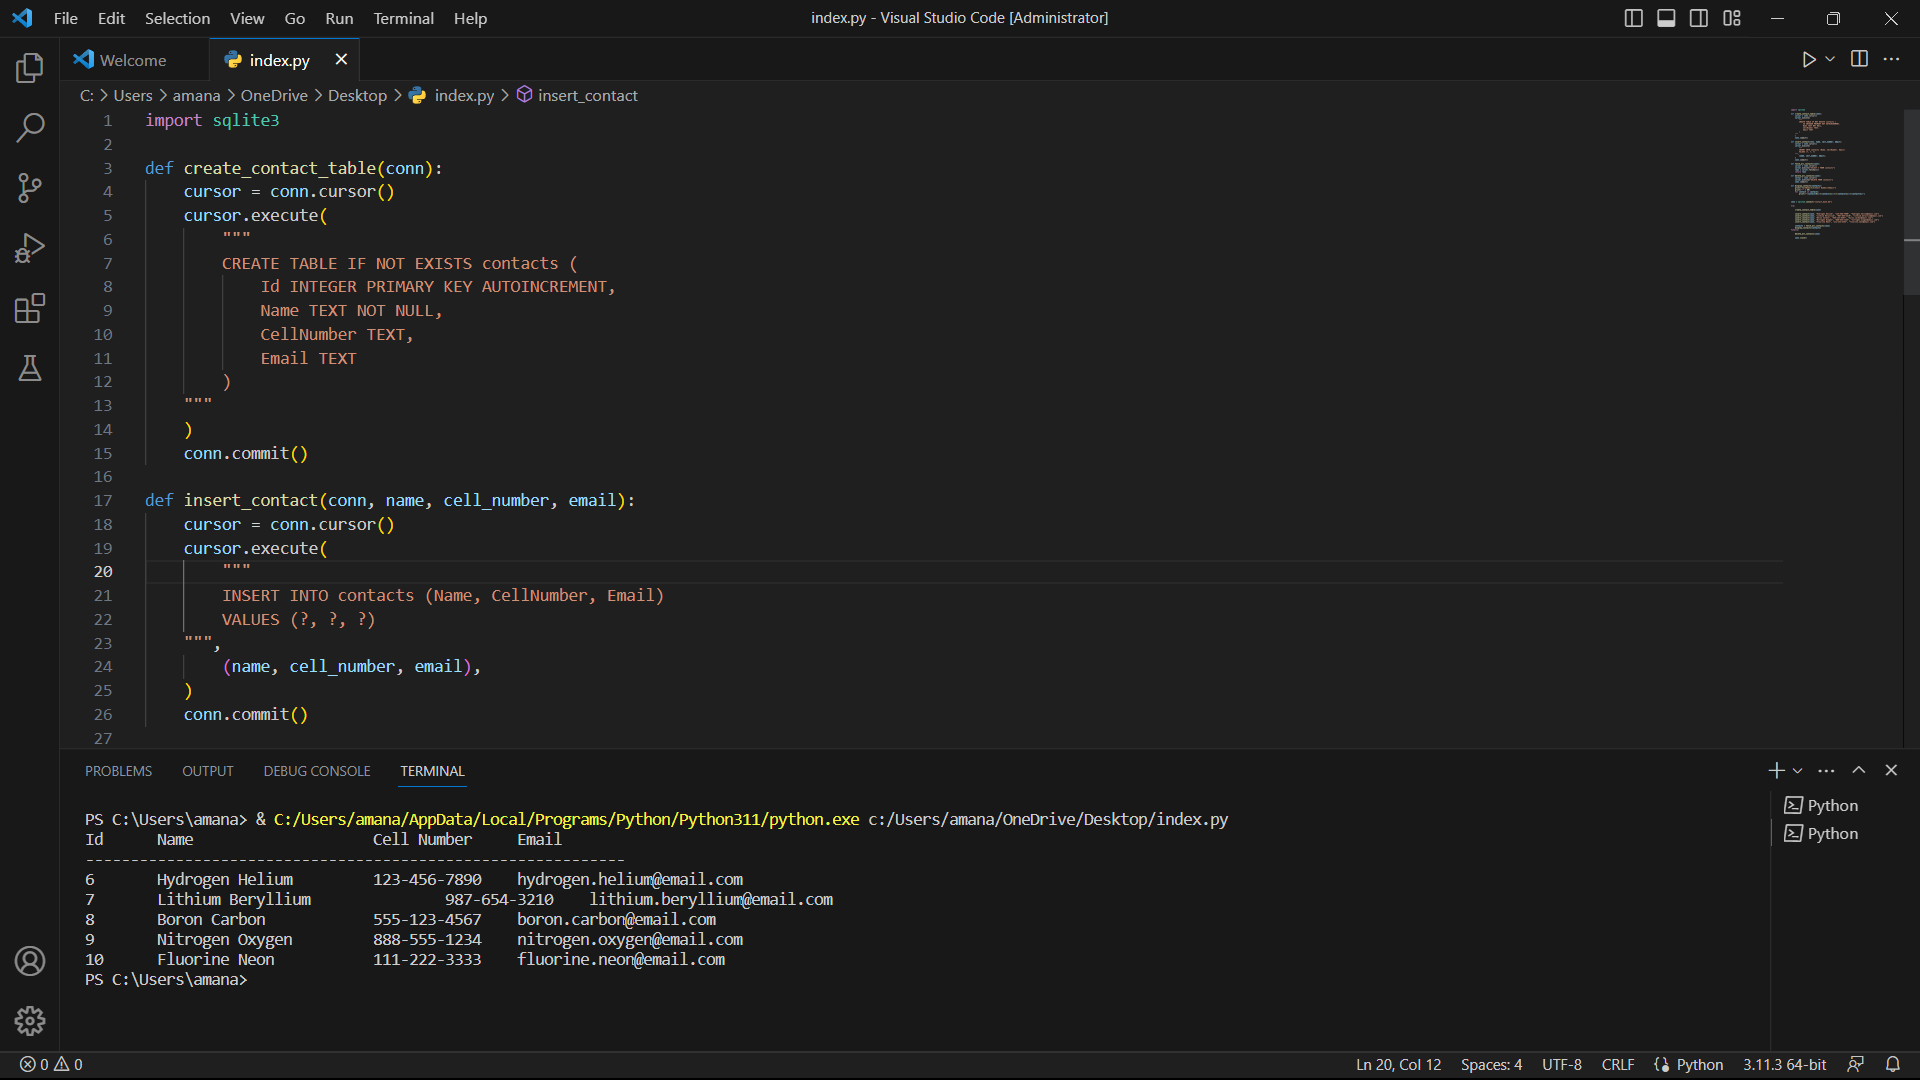 File Edit Selection View Go Run Terminal Help
index.py - Visual Studio Code [Administrator]
Welcome
index.py
C: > Users > amana > OneDrive > Desktop > index.py > insert_contact
1 import sqlite3
2
3 def create_contact_table(conn):
4     cursor = conn.cursor()
5     cursor.execute(
6         """
7         CREATE TABLE IF NOT EXISTS contacts (
8             Id INTEGER PRIMARY KEY AUTOINCREMENT,
9             Name TEXT NOT NULL,
10             CellNumber TEXT,
11             Email TEXT
12         )
13     """
14     )
15     conn.commit()
16
17 def insert_contact(conn, name, cell_number, email):
18     cursor = conn.cursor()
19     cursor.execute(
20         """
21         INSERT INTO contacts (Name, CellNumber, Email)
22         VALUES (?, ?, ?)
23     """,
24         (name, cell_number, email),
25     )
26     conn.commit()
27
PROBLEMS OUTPUT DEBUG CONSOLE TERMINAL
PS C:\Users\amana> & C:/Users/amana/AppData/Local/Programs/Python/Python311/python.exe c:/Users/amana/OneDrive/Desktop/index.py
Id      Name                    Cell Number     Email
------------------------------------------------------------
6       Hydrogen Helium         123-456-7890    hydrogen.helium@email.com
7       Lithium Beryllium               987-654-3210    lithium.beryllium@email.com
8       Boron Carbon            555-123-4567    boron.carbon@email.com
9       Nitrogen Oxygen         888-555-1234    nitrogen.oxygen@email.com
10      Fluorine Neon           111-222-3333    fluorine.neon@email.com
PS C:\Users\amana>
Python
Python
0 0
Ln 20, Col 12 Spaces: 4 UTF-8 CRLF Python 3.11.3 64-bit